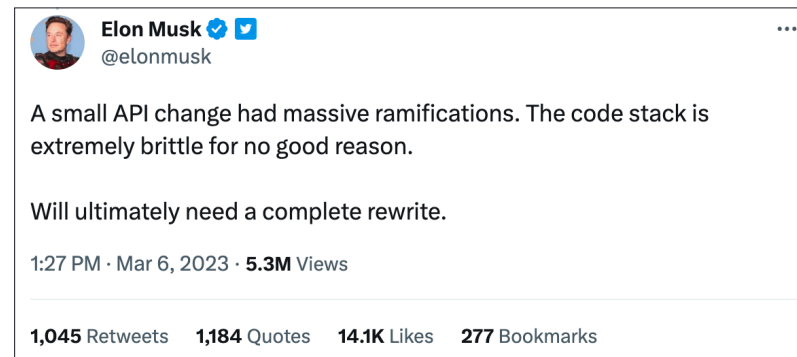 Elon Musk
@elonmusk
A small API change had massive ramifications. The code stack is
extremely brittle for no good reason.
Will ultimately need a complete rewrite.
1:27 PM · Mar 6, 2023 · 5.3M Views
1,045 Retweets 1,184 Quotes 14.1K Likes 277 Bookmarks